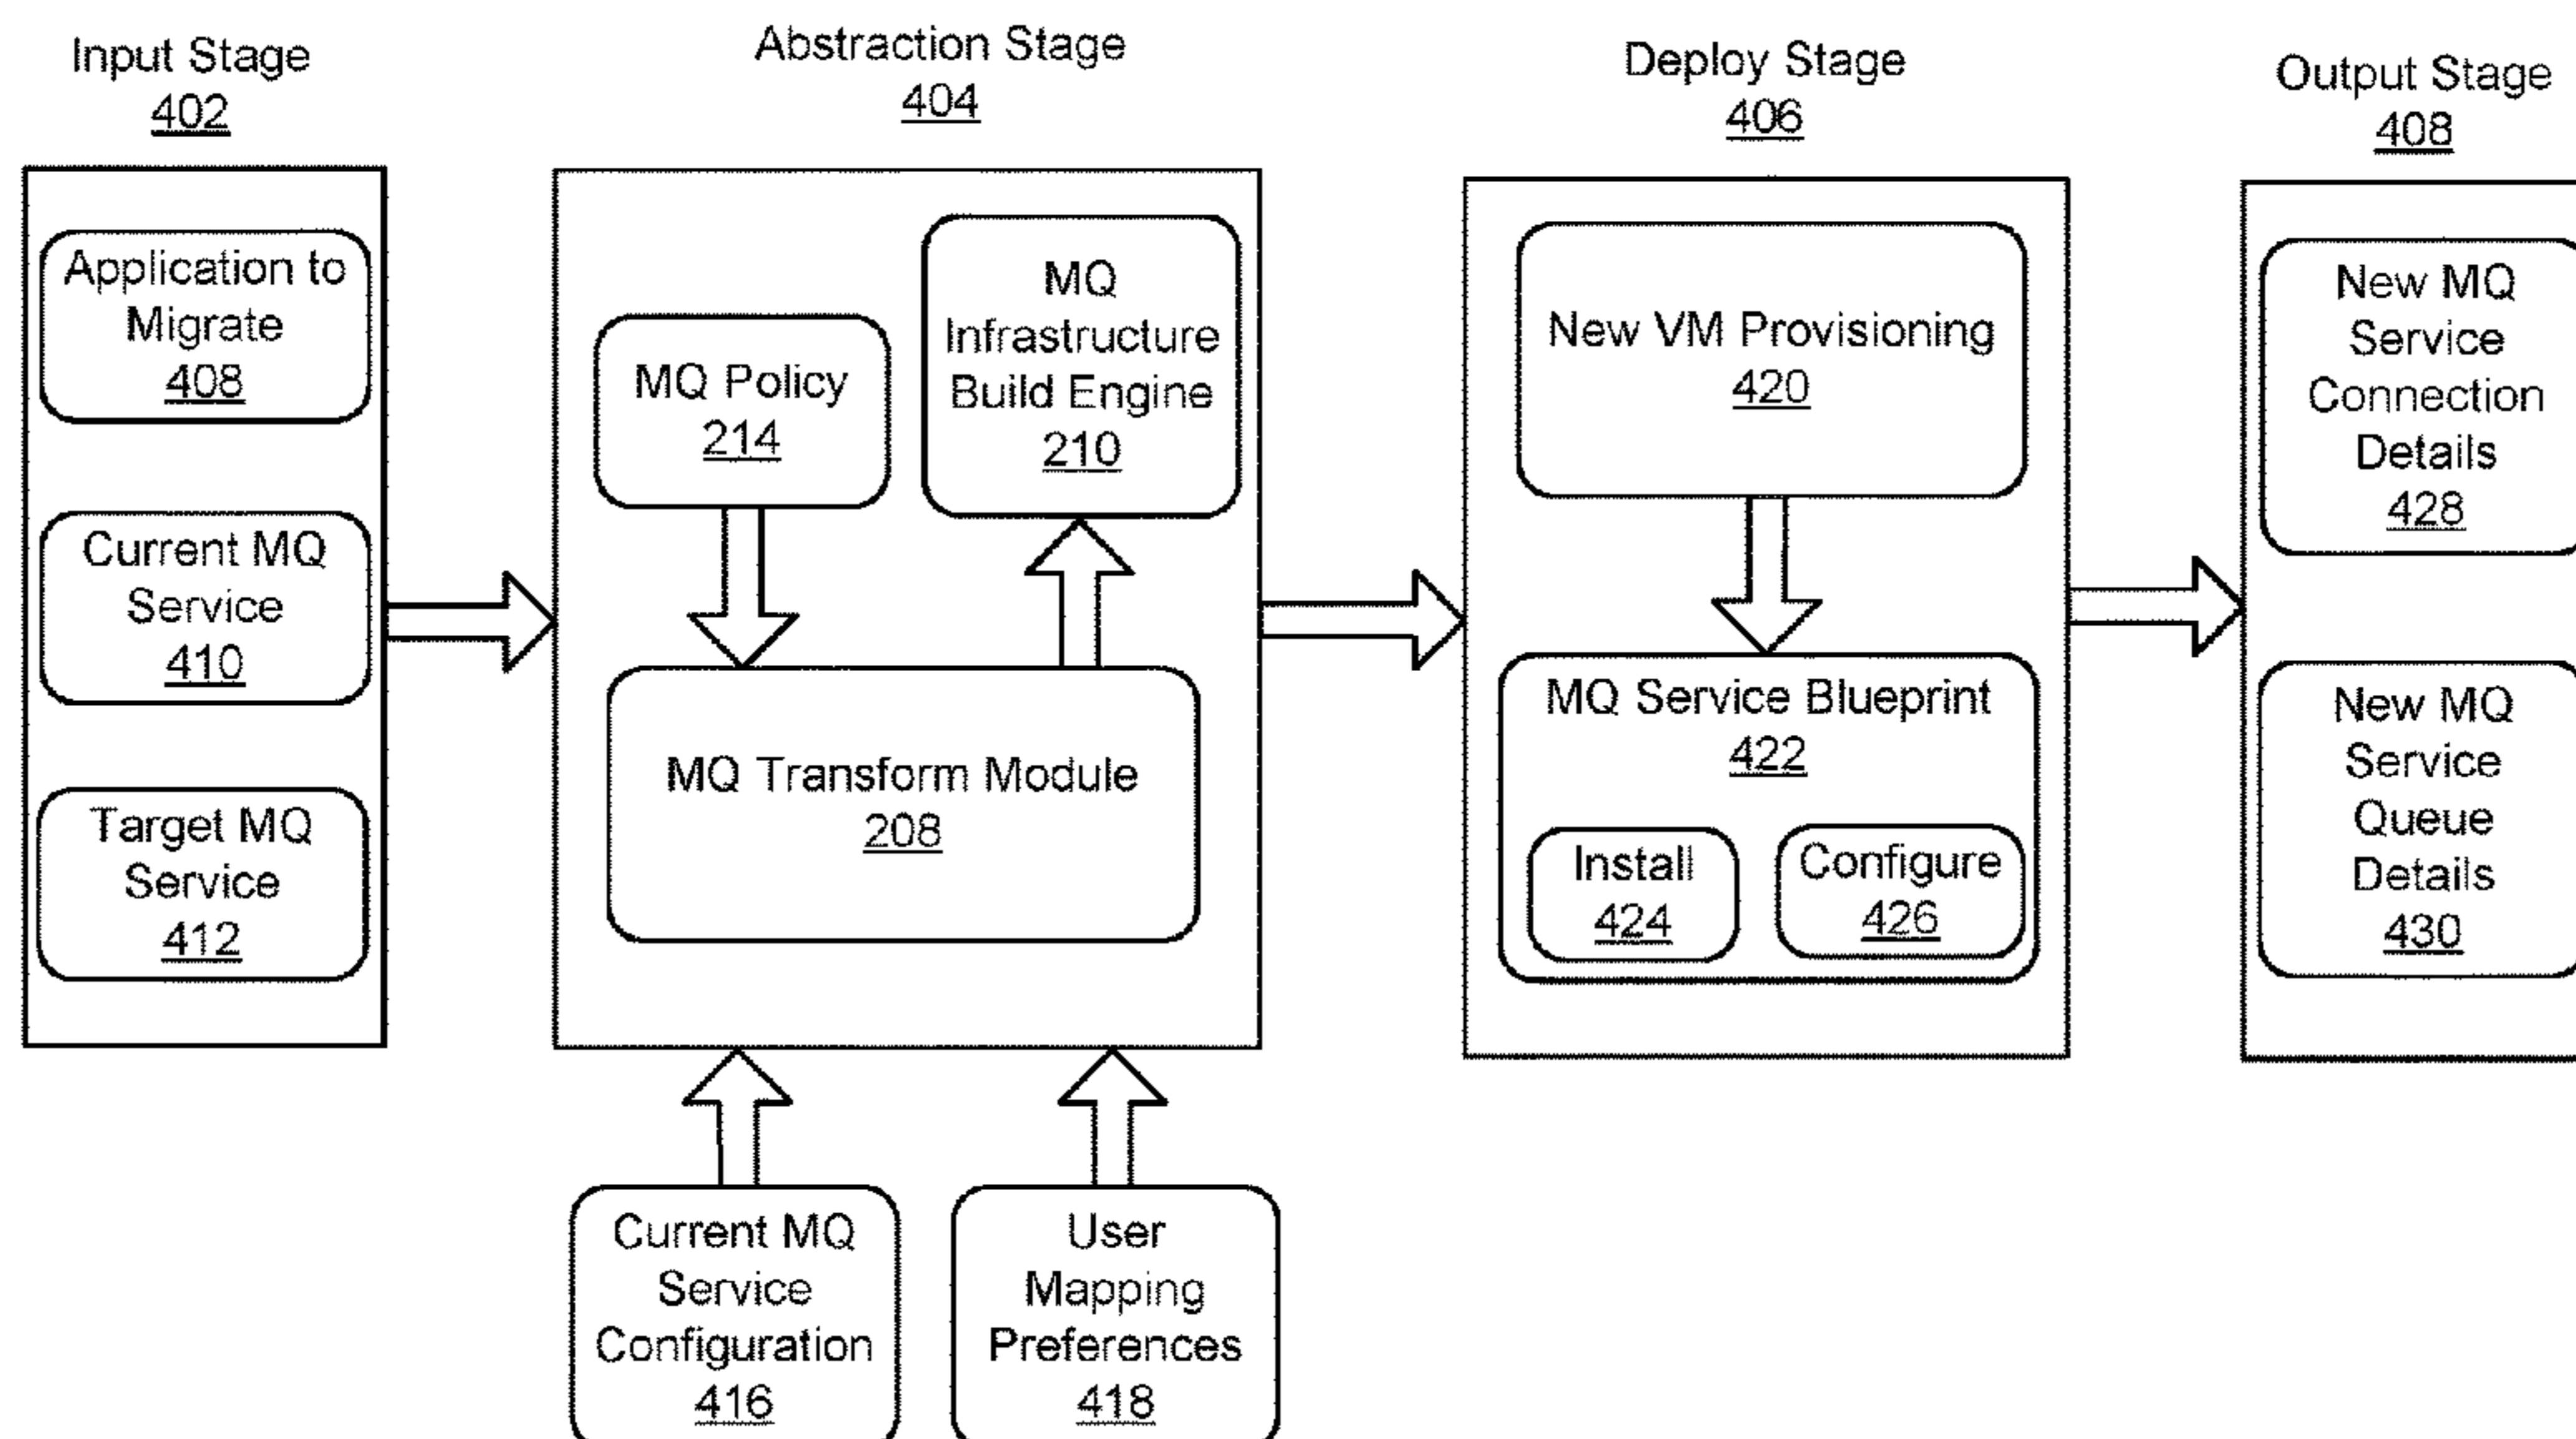 Input Stage
402
Application to
Migrate
408
Current MQ
Service
410
Target MQ
Service
412
Abstraction Stage
404
MQ Policy
214
MQ
Infrastructure
Build Engine
210
MQ Transform Module
208
Current MQ
Service
Configuration
416
User
Mapping
Preferences
418
Deploy Stage
406
New VM Provisioning
420
MQ Service Blueprint
422
Install
424
Configure
426
Output Stage
408
New MQ
Service
Connection
Details
428
New MQ
Service
Queue
Details
430